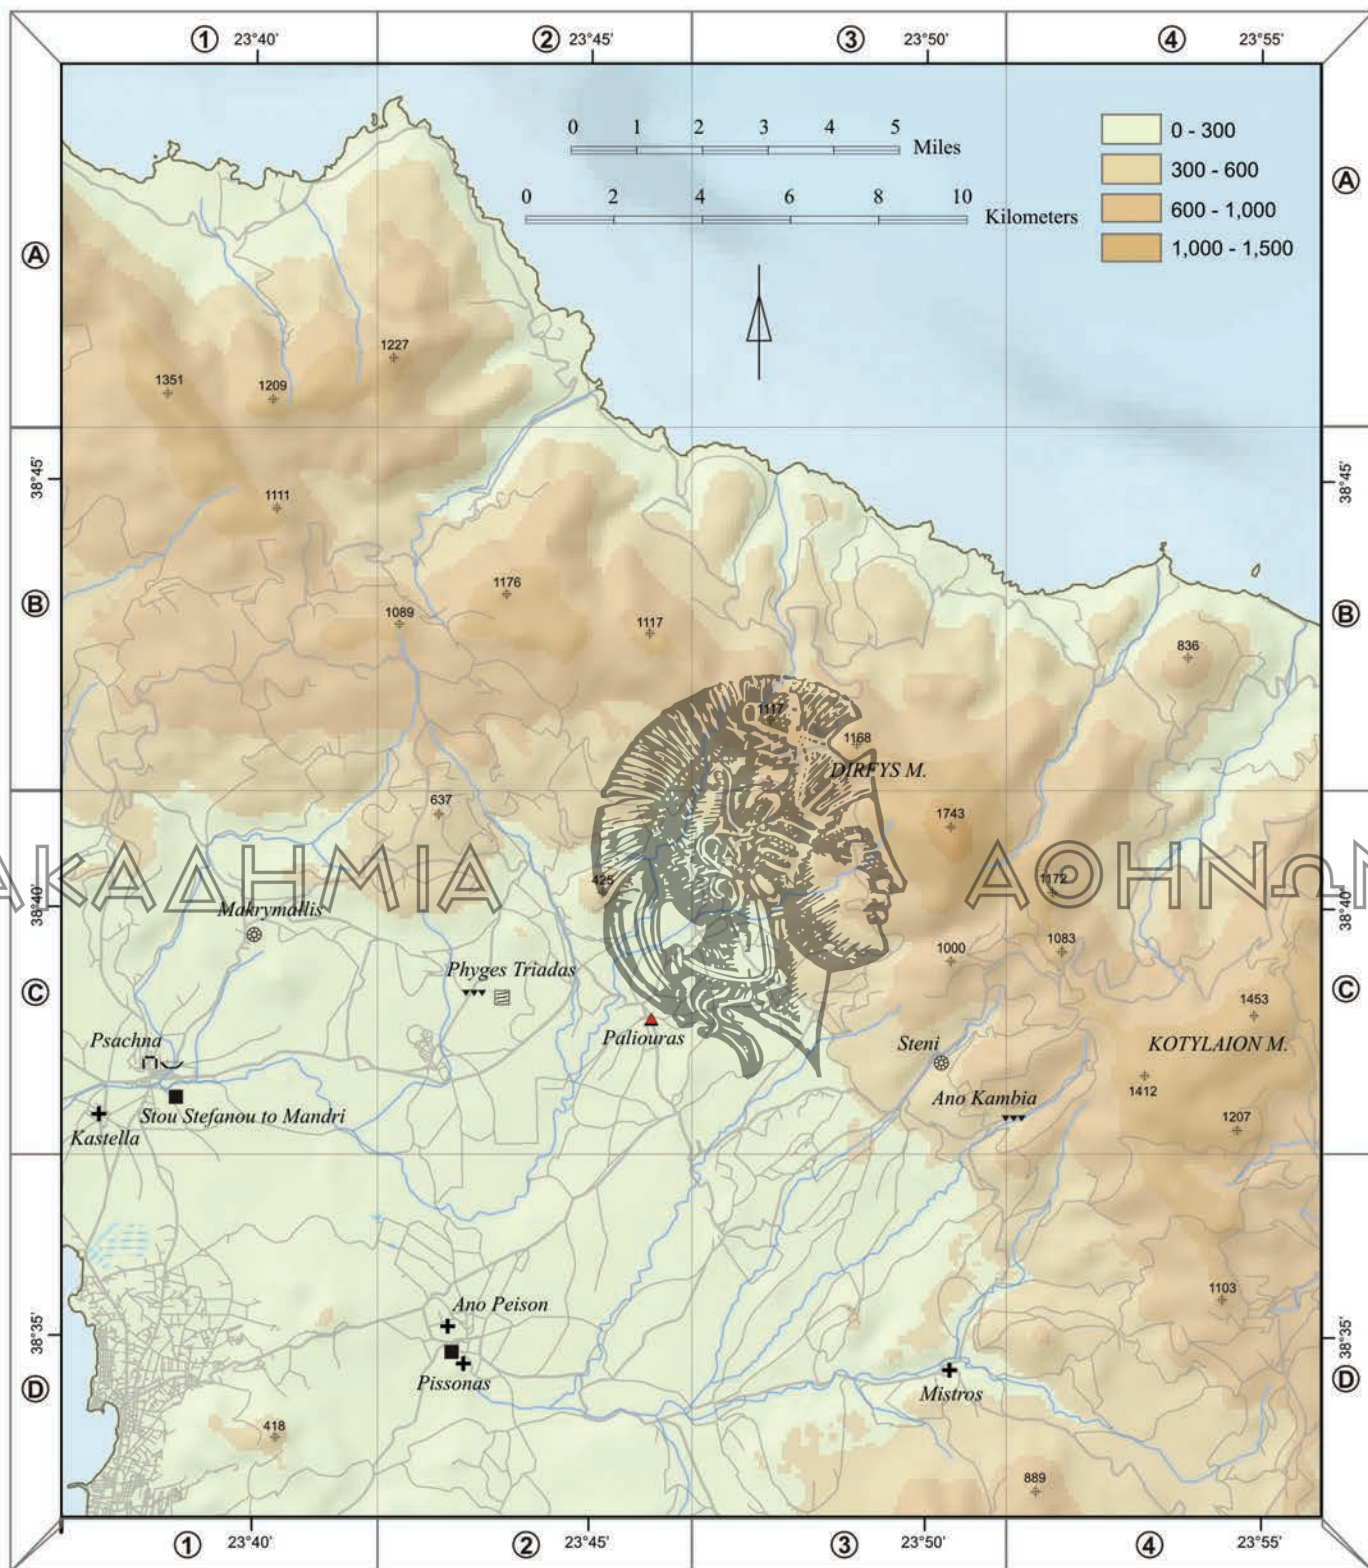 1 23°40' 2 23°45' 3 23°50' 4 23°55'
0 1 2 3 4 5 Miles
0 2 4 6 8 10 Kilometers
0 - 300
300 - 600
600 - 1,000
1,000 - 1,500
A A
1227
1351
1209
38°45' 38°45'
1111
1176
B B
1089
1117
836
1117
1168
DIRFYS M.
637
1743
ΑΚΑΔΗΜΙΑ ΑΘΗΝΩΝ
425
1172
38°40' 38°40'
Makrymallis
1083
1000
Phyges Triadas
C C
1453
Psachna
Paliouras
Steni
KOTYLAION M.
1412
Ano Kambia
Stou Stefanou to Mandri
1207
Kastella
1103
Ano Peison
38°35' 38°35'
Pissonas
D D
Mistros
418
889
1 23°40' 2 23°45' 3 23°50' 4 23°55'